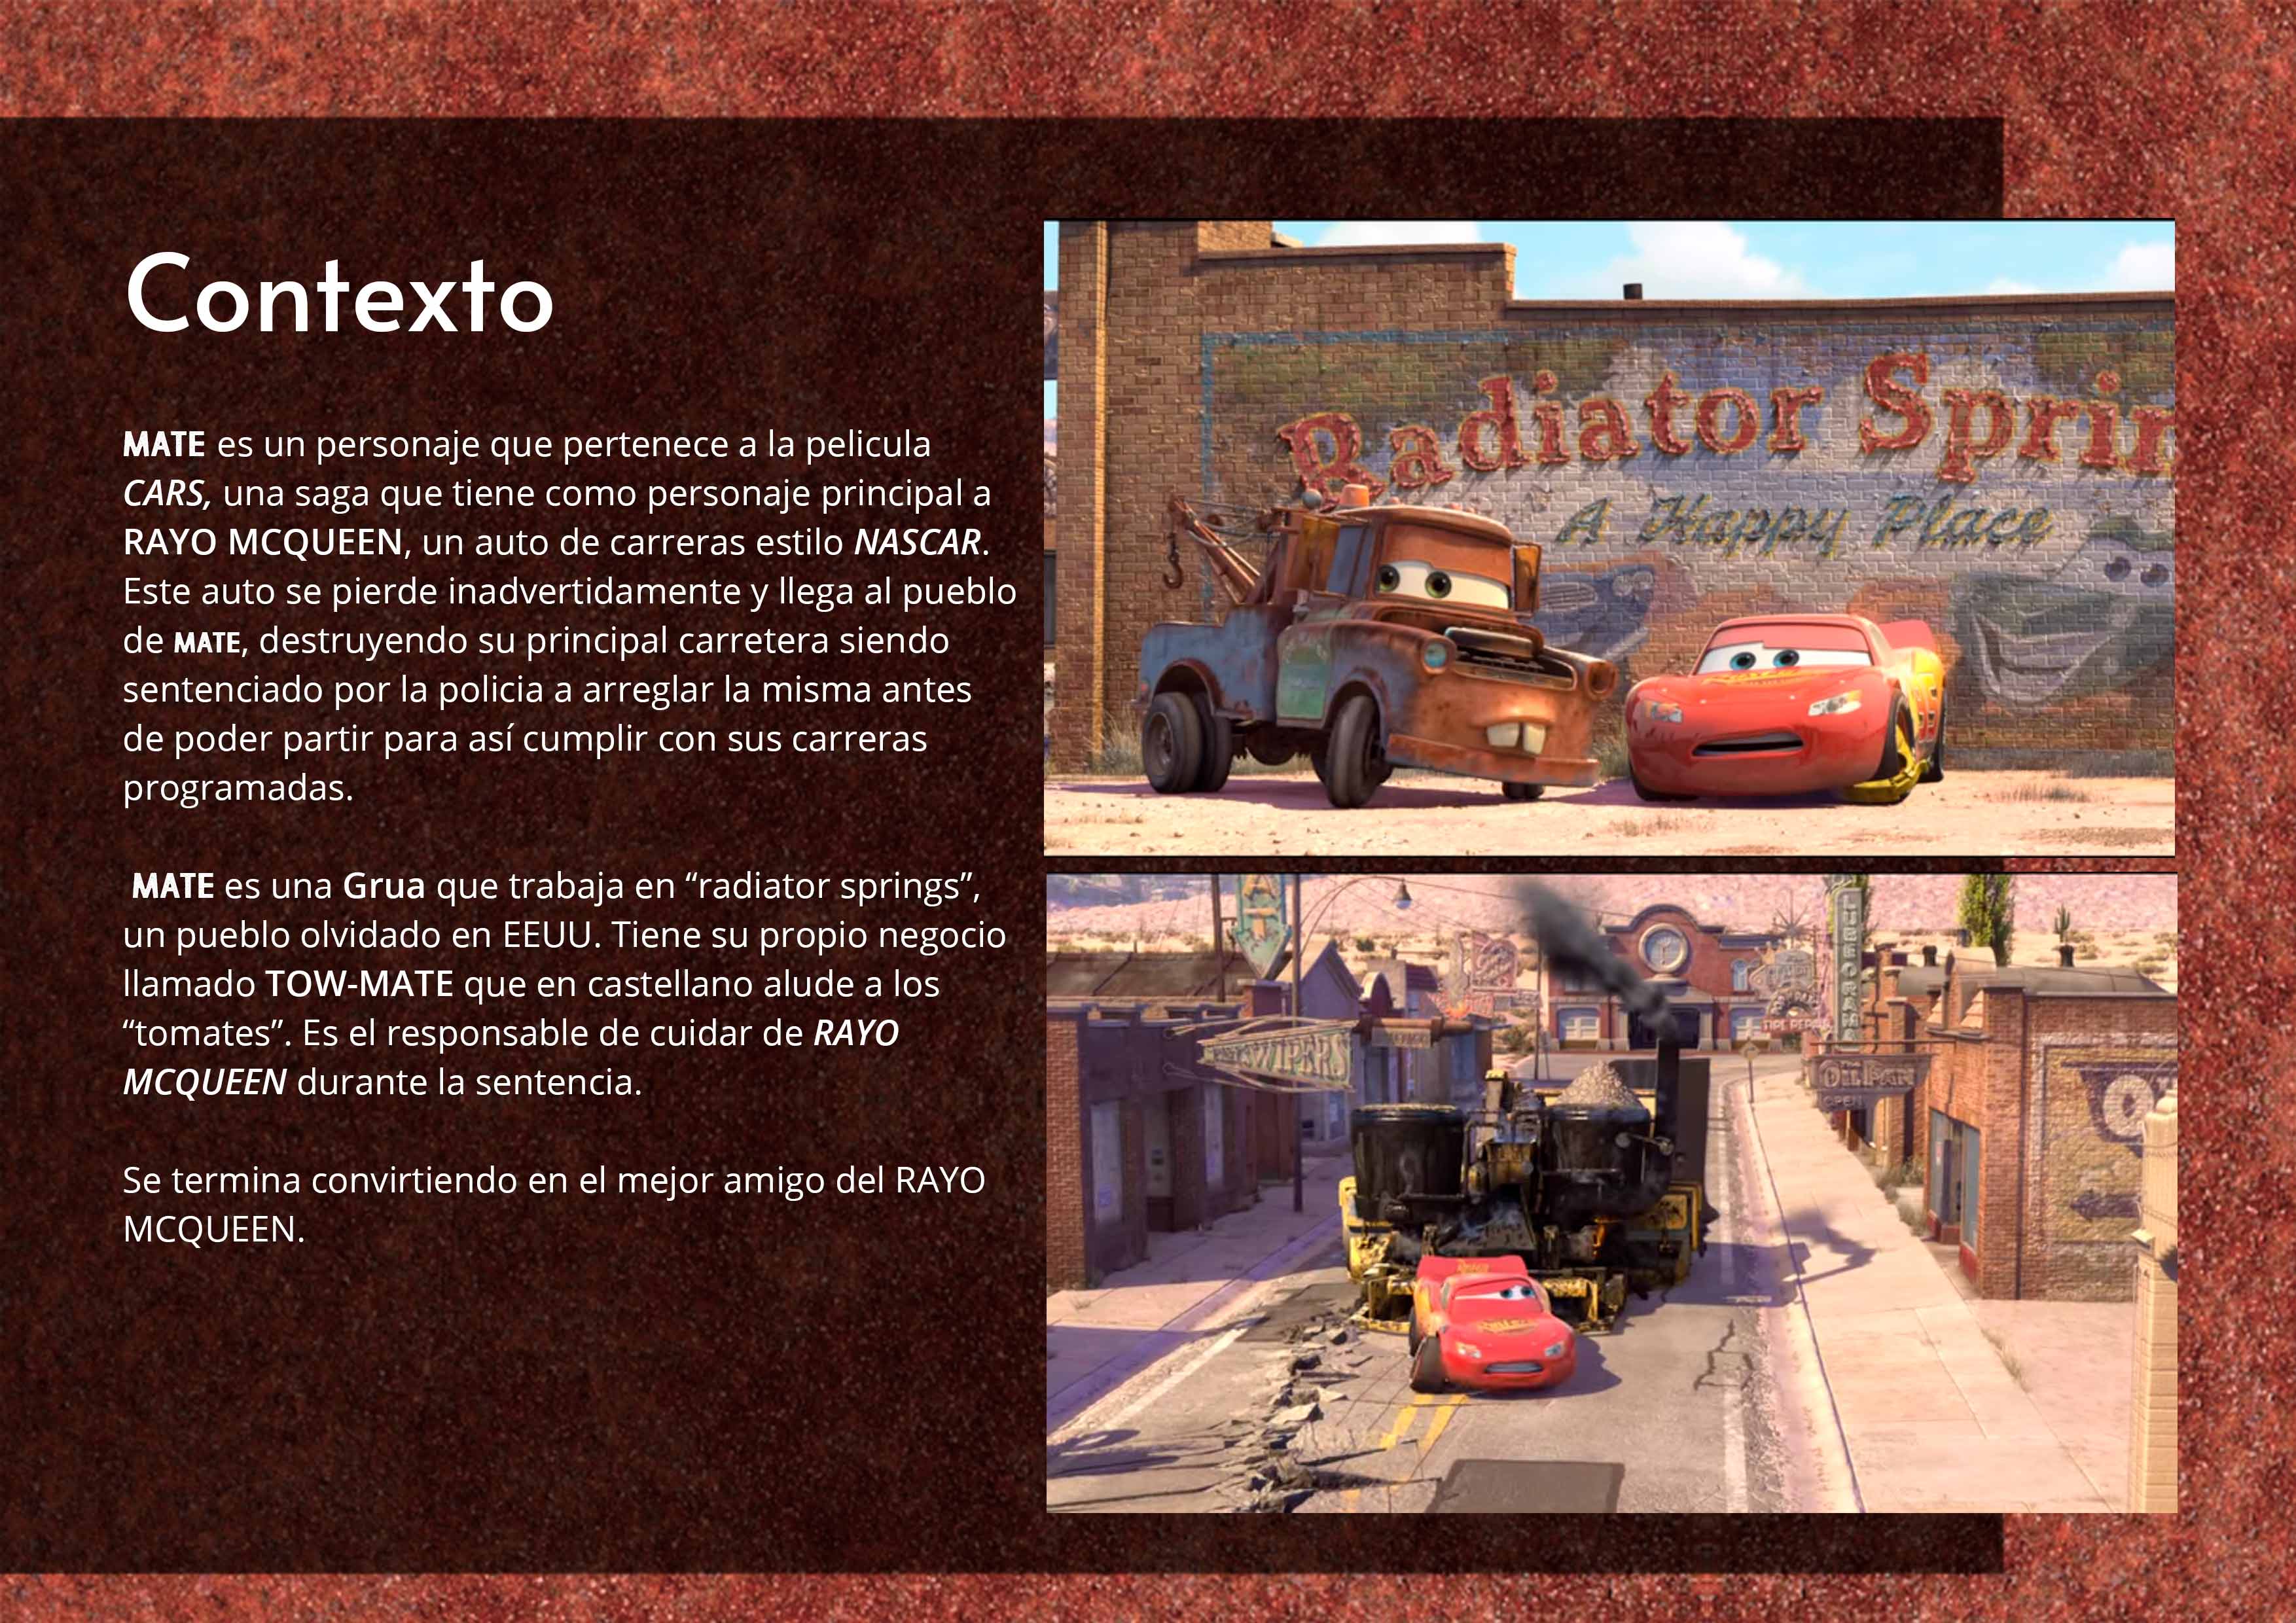 Contexto
MATE es un personaje que pertenece a la pelicula
CARS, una saga que tiene como personaje principal a
RAYO MCQUEEN, un auto de carreras estilo NASCAR.
Este auto se pierde inadvertidamente y llega al pueblo
de MATE, destruyendo su principal carretera siendo
sentenciado por la policia a arreglar la misma antes
de poder partir para así cumplir con sus carreras
programadas.
MATE es una Grua que trabaja en “radiator springs”,
un pueblo olvidado en EEUU. Tiene su propio negocio
llamado TOW-MATE que en castellano alude a los
“tomates”. Es el responsable de cuidar de RAYO
MCQUEEN durante la sentencia.
Se termina convirtiendo en el mejor amigo del RAYO
MCQUEEN.
Radiator Sprin
A Happy Place
LUBEORAMA
TIRE REPAIR
OIL PAN
OPEN